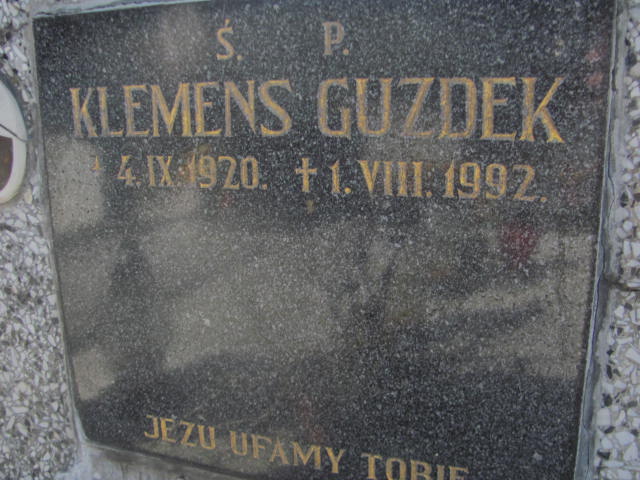 Ś. P.
KLEMENS GUZDEK
* 4.IX.1920. † 1.VIII.1992.
JEZU UFAMY TOBIE